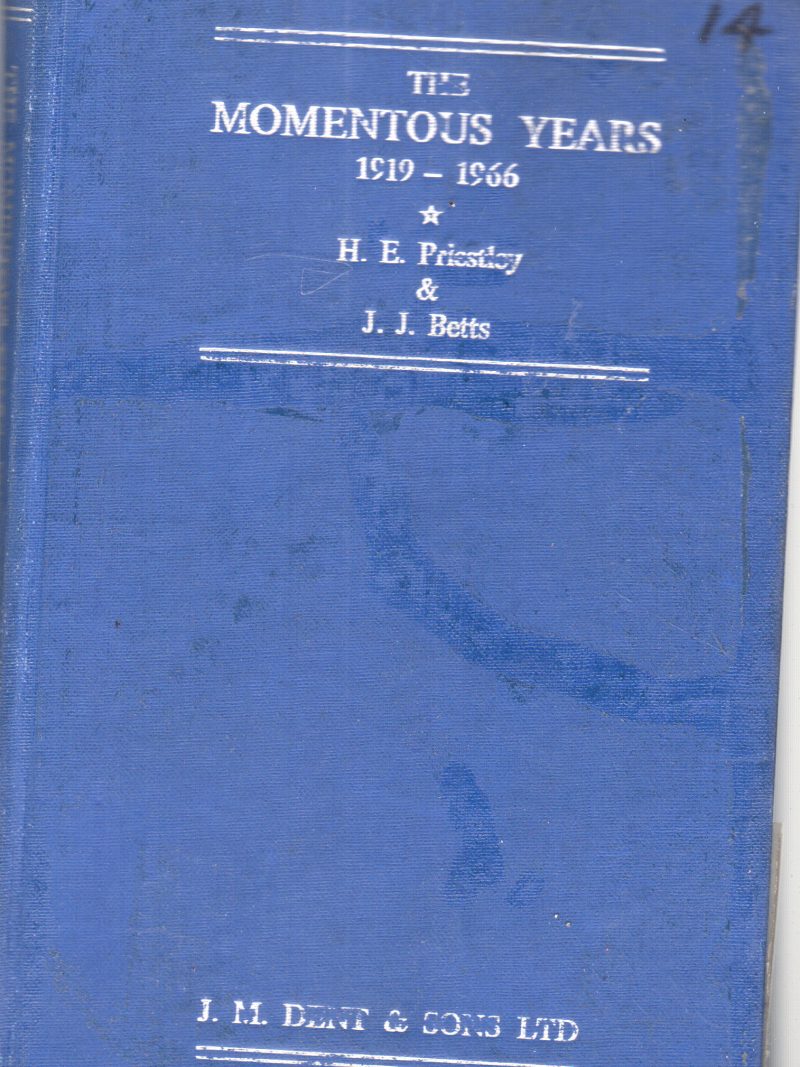 14
THE
MOMENTOUS YEARS
1919 – 1966
H. E. Priestley
&
J. J. Betts
J. M. DENT & SONS LTD